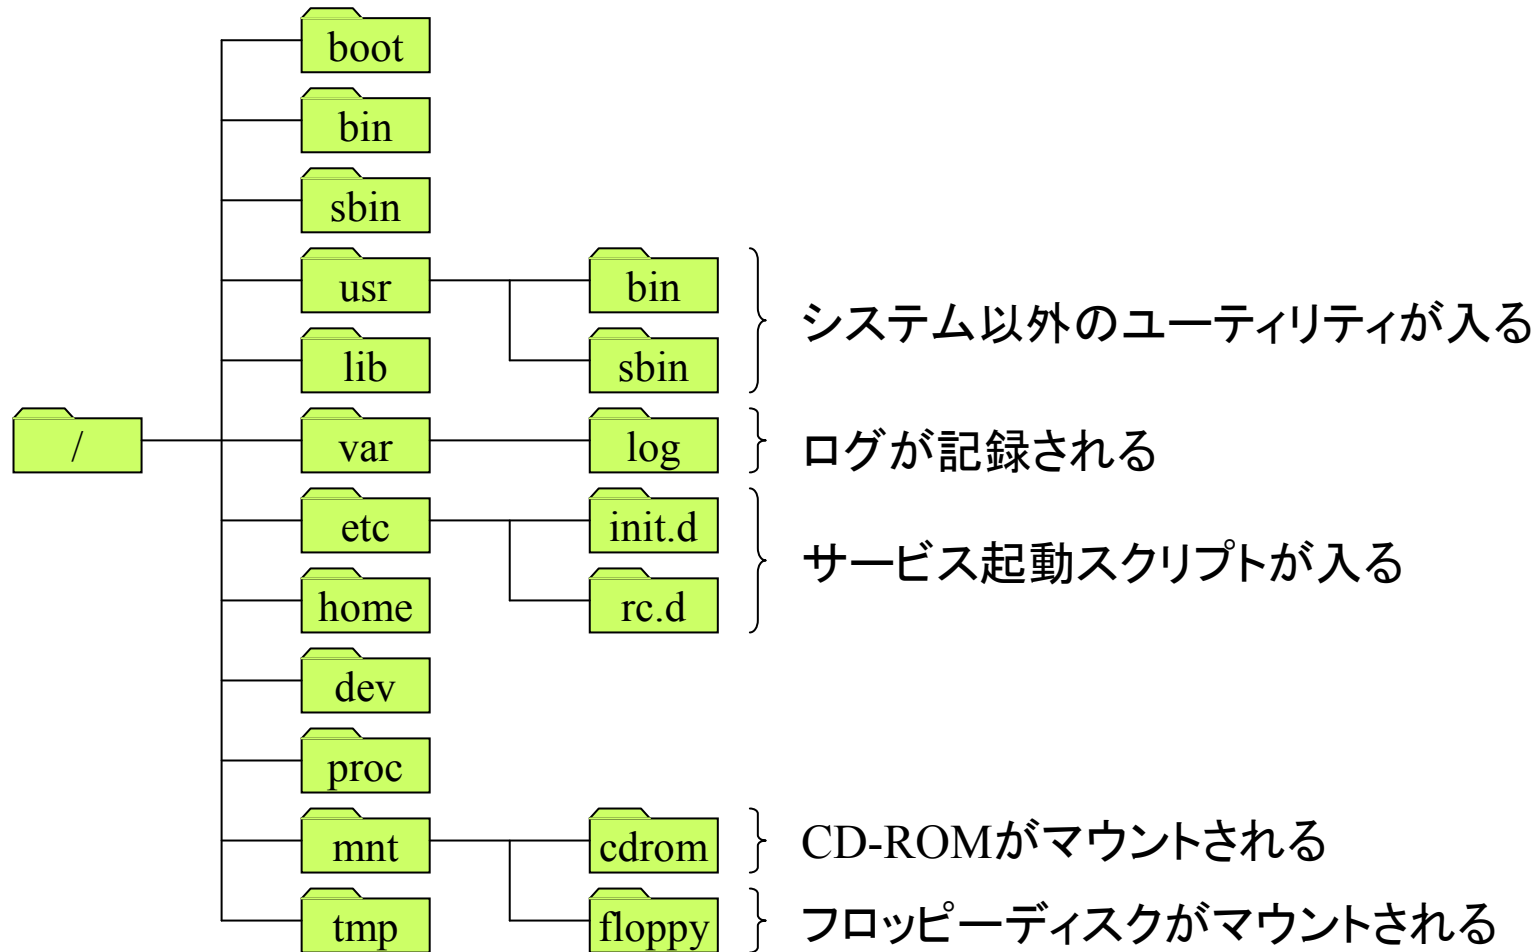 boot
bin
sbin
usr
bin
システム以外のユーティリティが入る
lib
sbin
/
var
log
ログが記録される
etc
init.d
サービス起動スクリプトが入る
home
rc.d
dev
proc
mnt
cdrom
CD-ROMがマウントされる
tmp
floppy
フロッピーディスクがマウントされる